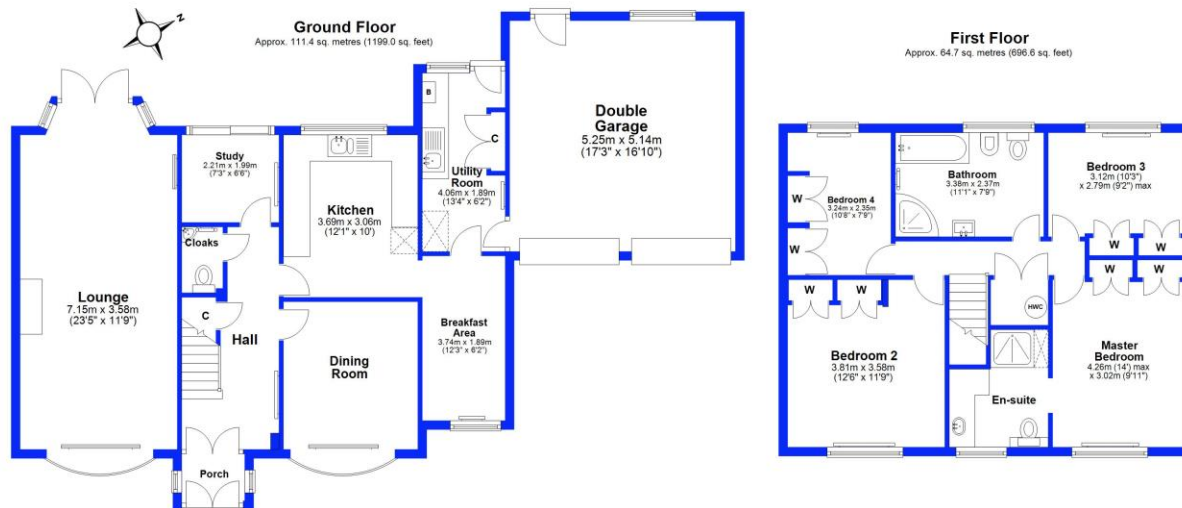 N
Ground Floor
Approx. 111.4 sq. metres (1199.0 sq. feet)
Study
2.21m x 1.99m
(7'3" x 6'6")
Cloaks
Lounge
7.15m x 3.58m
(23'5" x 11'9")
C
Hall
Porch
Kitchen
3.69m x 3.06m
(12'1" x 10')
Dining
Room
B
C
Utility
Room
4.06m x 1.89m
(13'4" x 6'2")
Breakfast
Area
3.74m x 1.89m
(12'3" x 6'2")
Double
Garage
5.25m x 5.14m
(17'3" x 16'10")
First Floor
Approx. 64.7 sq. metres (696.6 sq. feet)
W
Bedroom 4
3.24m x 2.35m
(10'8" x 7'9")
W
Bathroom
3.38m x 2.37m
(11'1" x 7'9")
Bedroom 3
3.12m (10'3")
x 2.79m (9'2") max
W
W
W
W
W
W
HWC
Bedroom 2
3.81m x 3.58m
(12'6" x 11'9")
En-suite
Master
Bedroom
4.26m (14') max
x 3.02m (9'11")